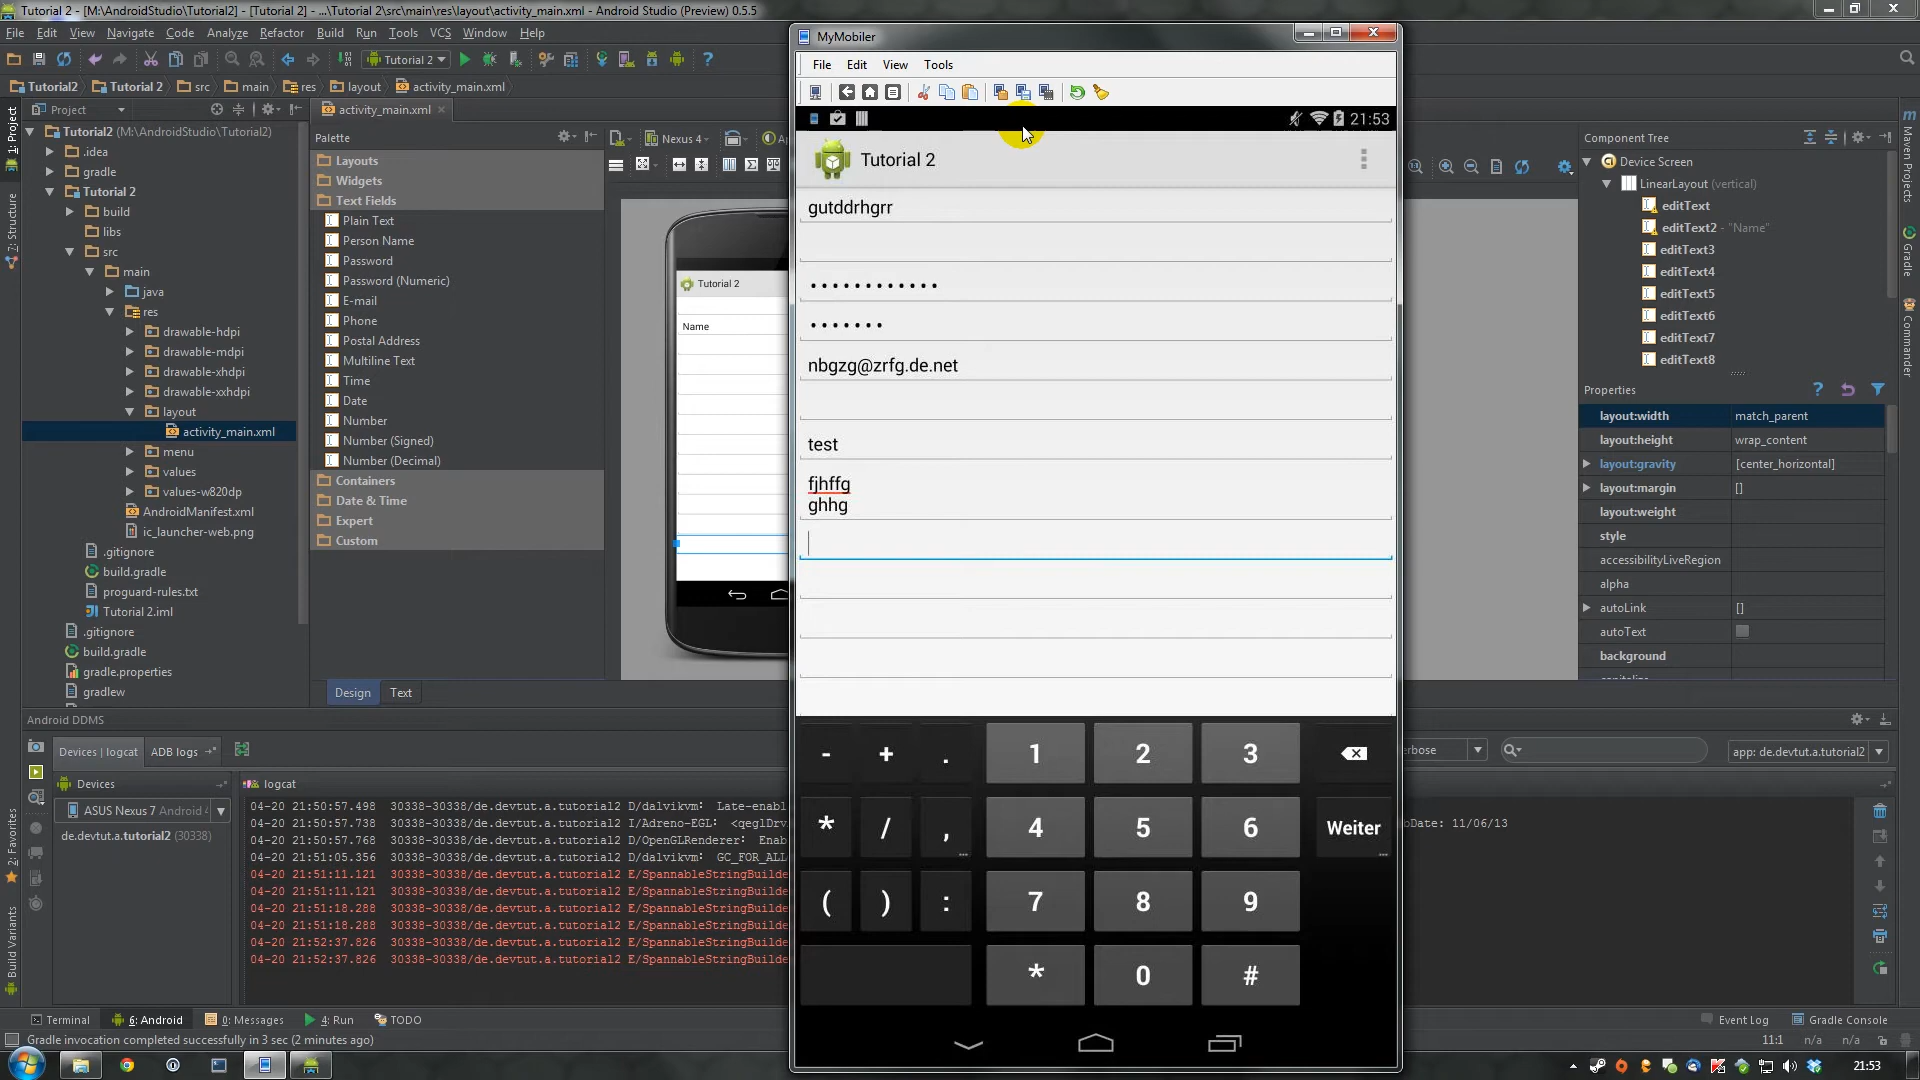 Tutorial 2 - [M:\AndroidStudio\Tutorial2] - [Tutorial 2] - ...\Tutorial 2\src\main\res\layout\activity_main.xml - Android Studio (Preview) 0.5.5
File Edit View Navigate Code Analyze Refactor Build Run Tools VCS Window Help
Tutorial 2
Tutorial2 Tutorial 2 src main res layout activity_main.xml
1: Project
7: Structure
2: Favorites
Build Variants
Project
Tutorial2 (M:\AndroidStudio\Tutorial2)
.idea
gradle
Tutorial 2
build
libs
src
main
java
res
drawable-hdpi
drawable-mdpi
drawable-xhdpi
drawable-xxhdpi
layout
activity_main.xml
menu
values
values-w820dp
AndroidManifest.xml
ic_launcher-web.png
.gitignore
build.gradle
proguard-rules.txt
Tutorial 2.iml
.gitignore
build.gradle
gradle.properties
gradlew
activity_main.xml
Palette
Layouts
Widgets
Text Fields
Plain Text
Person Name
Password
Password (Numeric)
E-mail
Phone
Postal Address
Multiline Text
Time
Date
Number
Number (Signed)
Number (Decimal)
Containers
Date & Time
Expert
Custom
Design Text
Nexus 4
Tutorial 2
Name
MyMobiler
File Edit View Tools
21:53
Tutorial 2
gutddrhgrr
••••••••••••
•••••••
nbgzg@zrfg.de.net
test
fjhffg
ghhg
- + . 1 2 3
* / , 4 5 6 Weiter
... ...
( ) : 7 8 9
* 0 #
Component Tree
Device Screen
LinearLayout (vertical)
editText
editText2 - "Name"
editText3
editText4
editText5
editText6
editText7
editText8
Properties
layout:width match_parent
layout:height wrap_content
layout:gravity [center_horizontal]
layout:margin []
layout:weight
style
accessibilityLiveRegion
alpha
autoLink []
autoText
background
Maven Projects
Gradle
Commander
Android DDMS
Devices | logcat ADB logs
erbose
app: de.devtut.a.tutorial2
Devices
ASUS Nexus 7 Android
de.devtut.a.tutorial2 (30338)
logcat
04-20 21:50:57.498 30338-30338/de.devtut.a.tutorial2 D/dalvikvm: Late-enabl
04-20 21:50:57.738 30338-30338/de.devtut.a.tutorial2 I/Adreno-EGL: <qeglDrv
oDate: 11/06/13
04-20 21:50:57.768 30338-30338/de.devtut.a.tutorial2 D/OpenGLRenderer: Enab
04-20 21:51:05.356 30338-30338/de.devtut.a.tutorial2 D/dalvikvm: GC_FOR_ALL
04-20 21:51:11.121 30338-30338/de.devtut.a.tutorial2 E/SpannableStringBuilde
04-20 21:51:11.121 30338-30338/de.devtut.a.tutorial2 E/SpannableStringBuilde
04-20 21:51:18.288 30338-30338/de.devtut.a.tutorial2 E/SpannableStringBuilde
04-20 21:51:18.288 30338-30338/de.devtut.a.tutorial2 E/SpannableStringBuilde
04-20 21:52:37.826 30338-30338/de.devtut.a.tutorial2 E/SpannableStringBuilde
04-20 21:52:37.826 30338-30338/de.devtut.a.tutorial2 E/SpannableStringBuilde
Terminal 6: Android 0: Messages 4: Run TODO
Event Log Gradle Console
Gradle invocation completed successfully in 3 sec (2 minutes ago)
11:1 n/a n/a
21:53